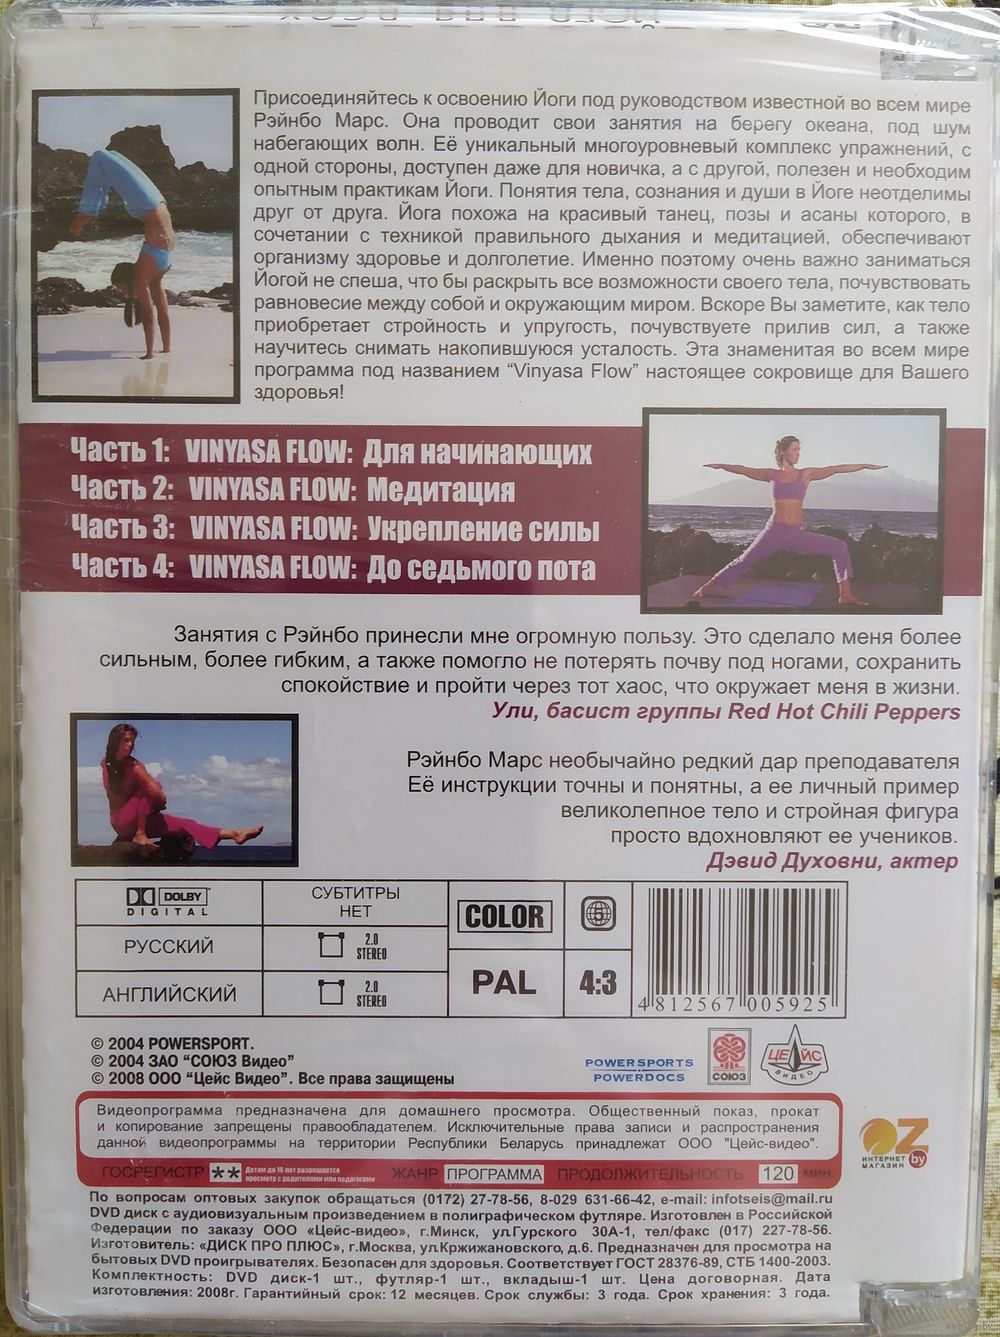 Присоединяйтесь к освоению Йоги под руководством известной во всем мире
Рэйнбо Марс. Она проводит свои занятия на берегу океана, под шум
набегающих волн. Её уникальный многоуровневый комплекс упражнений, с
одной стороны, доступен даже для новичка, а с другой, полезен и необходим
опытным практикам Йоги. Понятия тела, сознания и души в Йоге неотделимы
друг от друга. Йога похожа на красивый танец, позы и асаны которого, в
сочетании с техникой правильного дыхания и медитацией, обеспечивают
организму здоровье и долголетие. Именно поэтому очень важно заниматься
Йогой не спеша, что бы раскрыть все возможности своего тела, почувствовать
равновесие между собой и окружающим миром. Вскоре Вы заметите, как тело
приобретает стройность и упругость, почувствуете прилив сил, а также
научитесь снимать накопившуюся усталость. Эта знаменитая во всем мире
программа под названием “Vinyasa Flow” настоящее сокровище для Вашего
здоровья!
Часть 1: VINYASA FLOW: Для начинающих
Часть 2: VINYASA FLOW: Медитация
Часть 3: VINYASA FLOW: Укрепление силы
Часть 4: VINYASA FLOW: До седьмого пота
Занятия с Рэйнбо принесли мне огромную пользу. Это сделало меня более
сильным, более гибким, а также помогло не потерять почву под ногами, сохранить
спокойствие и пройти через тот хаос, что окружает меня в жизни.
Ули, басист группы Red Hot Chili Peppers
Рэйнбо Марс необычайно редкий дар преподавателя
Её инструкции точны и понятны, а ее личный пример
великолепное тело и стройная фигура
просто вдохновляют ее учеников.
Дэвид Духовни, актер
DOLBY
DIGITAL
СУБТИТРЫ
НЕТ
РУССКИЙ
2.0
STEREO
АНГЛИЙСКИЙ
2.0
STEREO
COLOR
5
PAL
4:3
4 812567 005925
© 2004 POWERSPORT.
© 2004 ЗАО “СОЮЗ Видео”
© 2008 ООО “Цейс Видео”. Все права защищены
POWERSPORTS
POWERDOCS
СОЮЗ
ЦЕЙС
ВИДЕО
Видеопрограмма предназначена для домашнего просмотра. Общественный показ, прокат
и копирование запрещены правообладателем. Исключительные права записи и распространения
данной видеопрограммы на территории Республики Беларусь принадлежат ООО "Цейс-видео".
ГОСРЕГИСТР ** Детям до 16 лет разрешается
просмотр с родителями или педагогами
ЖАНР ПРОГРАММА ПРОДОЛЖИТЕЛЬНОСТЬ 120 мин.
OZ
by
ИНТЕРНЕТ
МАГАЗИН
По вопросам оптовых закупок обращаться (0172) 27-78-56, 8-029 631-66-42, e-mail: infotseis@mail.ru
DVD диск с аудиовизуальным произведением в полиграфическом футляре. Изготовлен в Российской
Федерации по заказу ООО «Цейс-видео», г.Минск, ул.Гурского 30А-1, тел/факс (017) 227-78-56.
Изготовитель: «ДИСК ПРО ПЛЮС», г.Москва, ул.Кржижановского, д.6. Предназначен для просмотра на
бытовых DVD проигрывателях. Безопасен для здоровья. Соответствует ГОСТ 28376-89, СТБ 1400-2003.
Комплектность: DVD диск-1 шт., футляр-1 шт., вкладыш-1 шт. Цена договорная. Дата
изготовления: 2008г. Гарантийный срок: 12 месяцев. Срок службы: 3 года. Срок хранения: 3 года.